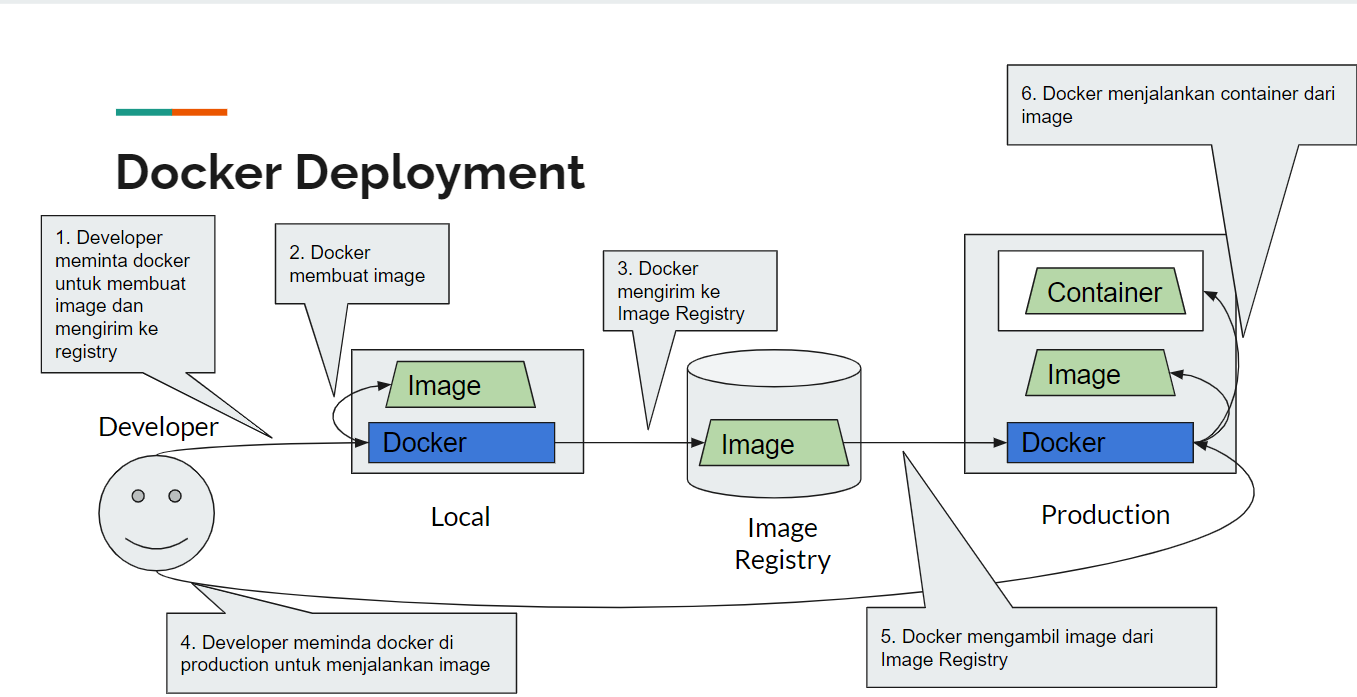 Docker Deployment
1. Developer
meminta docker
untuk membuat
image dan
mengirim ke
registry
2. Docker
membuat image
3. Docker
mengirim ke
Image Registry
6. Docker menjalankan container dari
image
Developer
Image
Docker
Local
Image
Image
Registry
Container
Image
Docker
Production
4. Developer meminda docker di
production untuk menjalankan image
5. Docker mengambil image dari
Image Registry